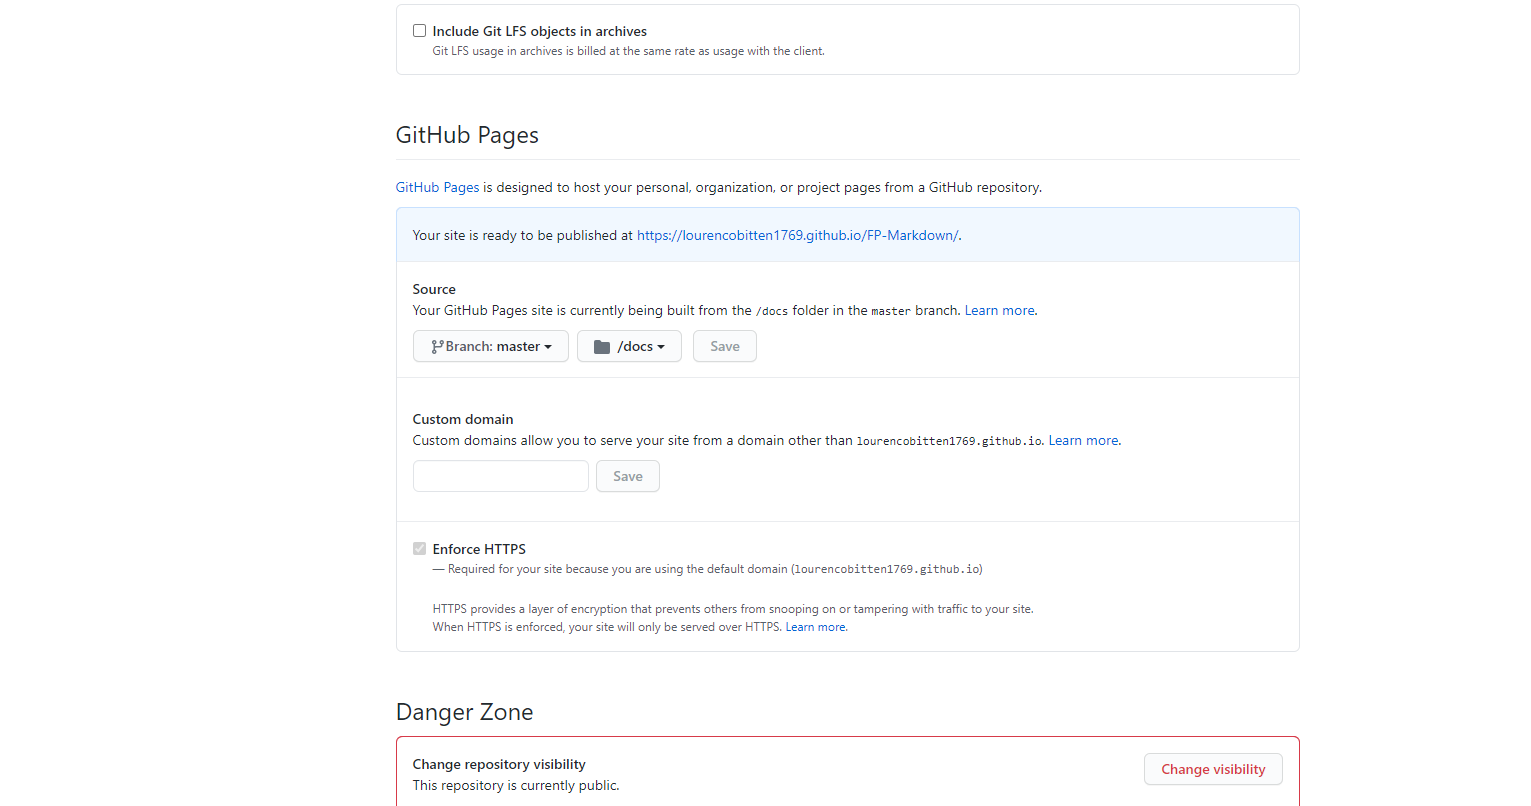 Include Git LFS objects in archives
Git LFS usage in archives is billed at the same rate as usage with the client.
GitHub Pages
GitHub Pages is designed to host your personal, organization, or project pages from a GitHub repository.
Your site is ready to be published at https://lourencobitten1769.github.io/FP-Markdown/.
Source
Your GitHub Pages site is currently being built from the /docs folder in the master branch. Learn more.
Branch: master /docs Save
Custom domain
Custom domains allow you to serve your site from a domain other than lourencobitten1769.github.io. Learn more.
Save
Enforce HTTPS
— Required for your site because you are using the default domain (lourencobitten1769.github.io)
HTTPS provides a layer of encryption that prevents others from snooping on or tampering with traffic to your site.
When HTTPS is enforced, your site will only be served over HTTPS. Learn more.
Danger Zone
Change repository visibility
This repository is currently public.
Change visibility